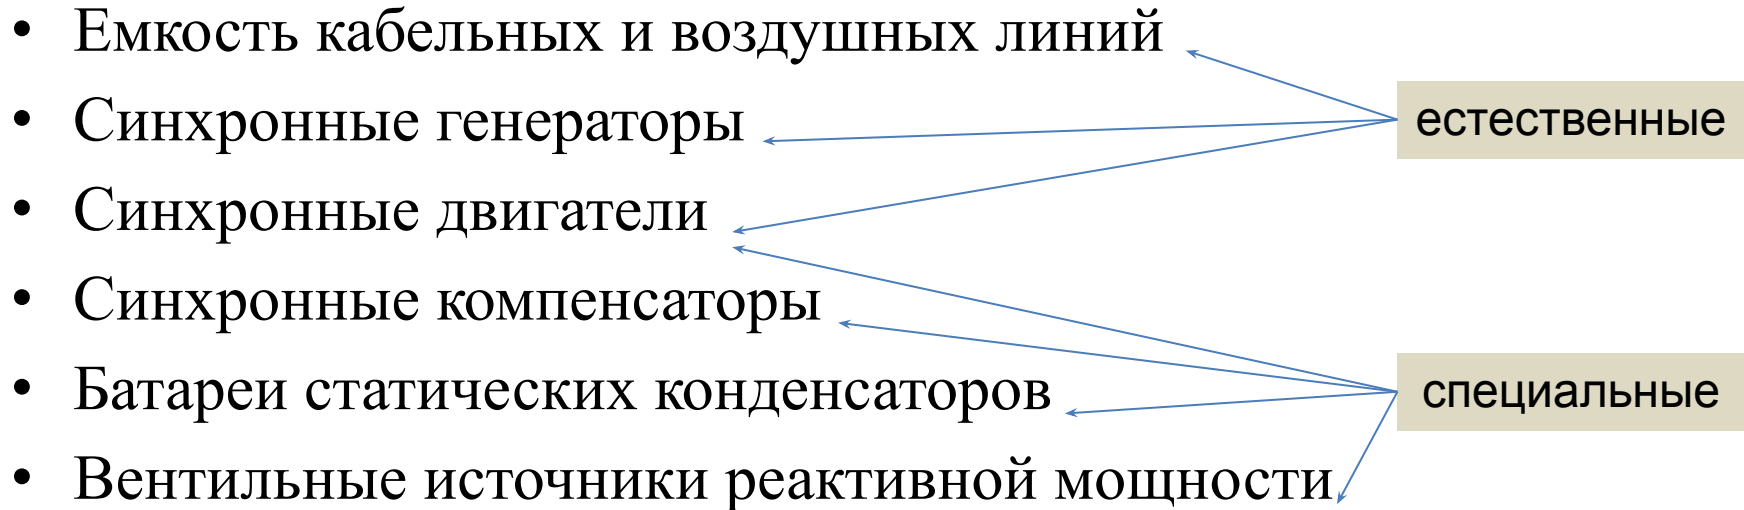 • Емкость кабельных и воздушных линий
• Синхронные генераторы
естественные
• Синхронные двигатели
• Синхронные компенсаторы
• Батареи статических конденсаторов
специальные
• Вентильные источники реактивной мощности